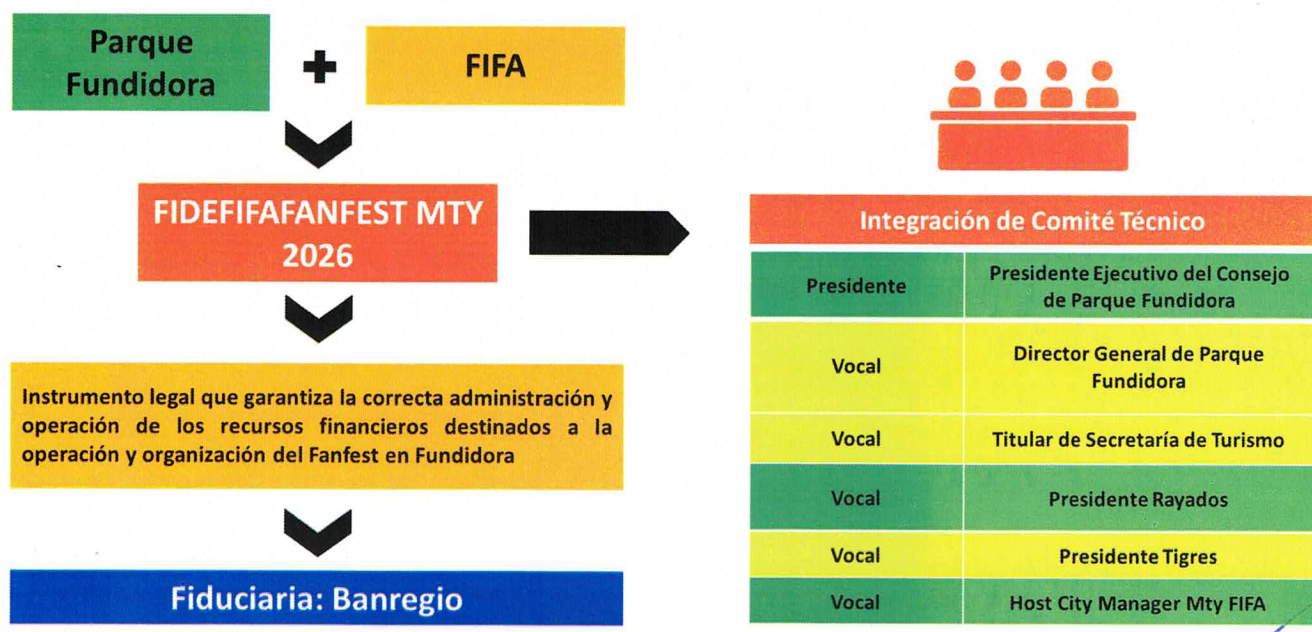 Parque
Fundidora
+
FIFA
FIDEFIFAFANFEST MTY
2026
Instrumento legal que garantiza la correcta administración y
operación de los recursos financieros destinados a la
operación y organización del Fanfest en Fundidora
Fiduciaria: Banregio
Integración de Comité Técnico
Presidente
Presidente Ejecutivo del Consejo
de Parque Fundidora
Vocal
Director General de Parque
Fundidora
Vocal
Titular de Secretaría de Turismo
Vocal
Presidente Rayados
Vocal
Presidente Tigres
Vocal
Host City Manager Mty FIFA